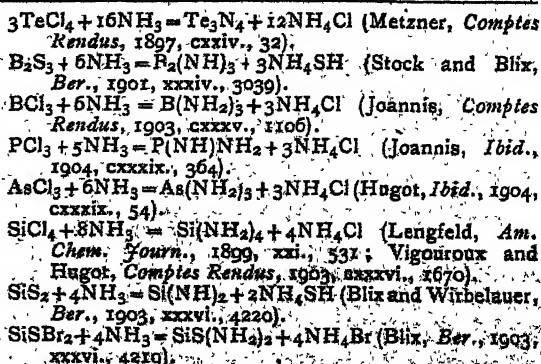 3TeCl₄+16NH₃=Te₃N₄+12NH₄Cl (Metzner, Comptes
Rendus, 1897, cxxiv., 32).
B₂S₃+6NH₃=B₂(NH)₃+3NH₄SH (Stock and Blix,
Ber., 1901, xxxiv., 3039).
BCl₃+6NH₃=B(NH₂)₃+3NH₄Cl (Joannis, Comptes
Rendus, 1903, cxxxv., 1106).
PCl₃+5NH₃=P(NH)NH₂+3NH₄Cl (Joannis, Ibid.,
1904, cxxxix., 364).
AsCl₃+6NH₃=As(NH₂)₃+3NH₄Cl (Hugot, Ibid., 1904,
cxxxix., 54).
SiCl₄+8NH₃=Si(NH₂)₄+4NH₄Cl (Lengfeld, Am.
Chem. Journ., 1899, xxi., 531; Vigouroux and
Hugot, Comptes Rendus, 1903, cxxxvi., 1670).
SiS₂+4NH₃=Si(NH)₂+2NH₄SH (Blix and Wirbelauer,
Ber., 1903, xxxvi., 4220).
SiSBr₂+4NH₃=SiS(NH₂)₂+4NH₄Br (Blix, Ber., 1903,
xxxvi., 4219).